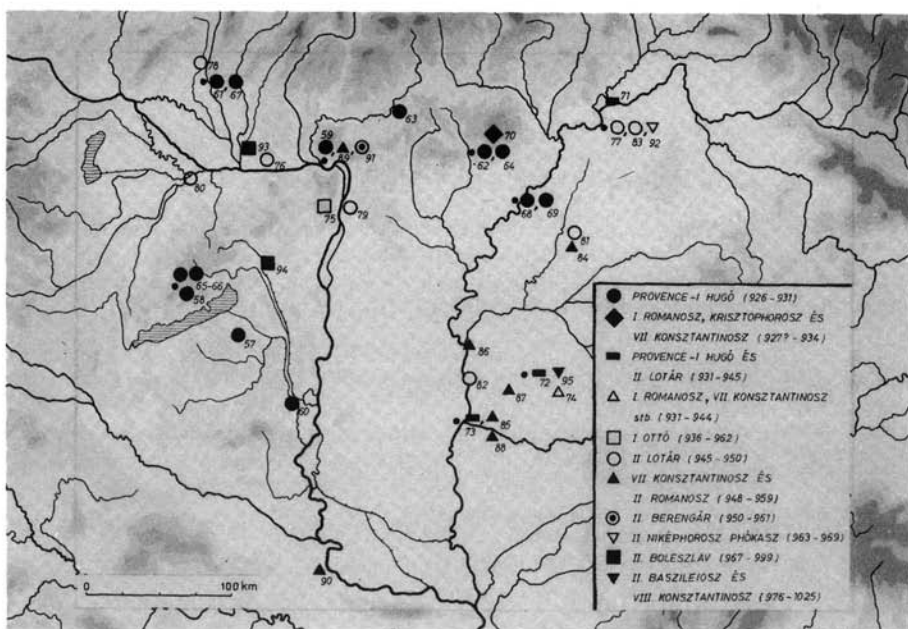 78
61, 67
63
59
89, 91
93
76
80
70
62 64
71
77, 83, 92
68, 69
75
79
81
84
94
65-66
58
57
60
86
82
87
72, 95
74
73, 85
88
90
0 100 km
PROVENCE-I HUGÓ (926-931)
I. ROMANOSZ, KRISZTOPHOROSZ ÉS
VII. KONSZTANTINOSZ (927?-934)
PROVENCE-I HUGÓ ÉS
II. LOTÁR (931-945)
I. ROMANOSZ, VII. KONSZTANTINOSZ
stb. (931-944)
I. OTTÓ (936-962)
II. LOTÁR (945-950)
VII. KONSZTANTINOSZ ÉS
II. ROMANOSZ (948-959)
II. BERENGÁR (950-961)
II. NIKÉPHOROSZ PHÓKASZ (963-969)
II. BOLESZLAV (967-999)
II. BASZILEIOSZ ÉS
VIII. KONSZTANTINOSZ (976-1025)